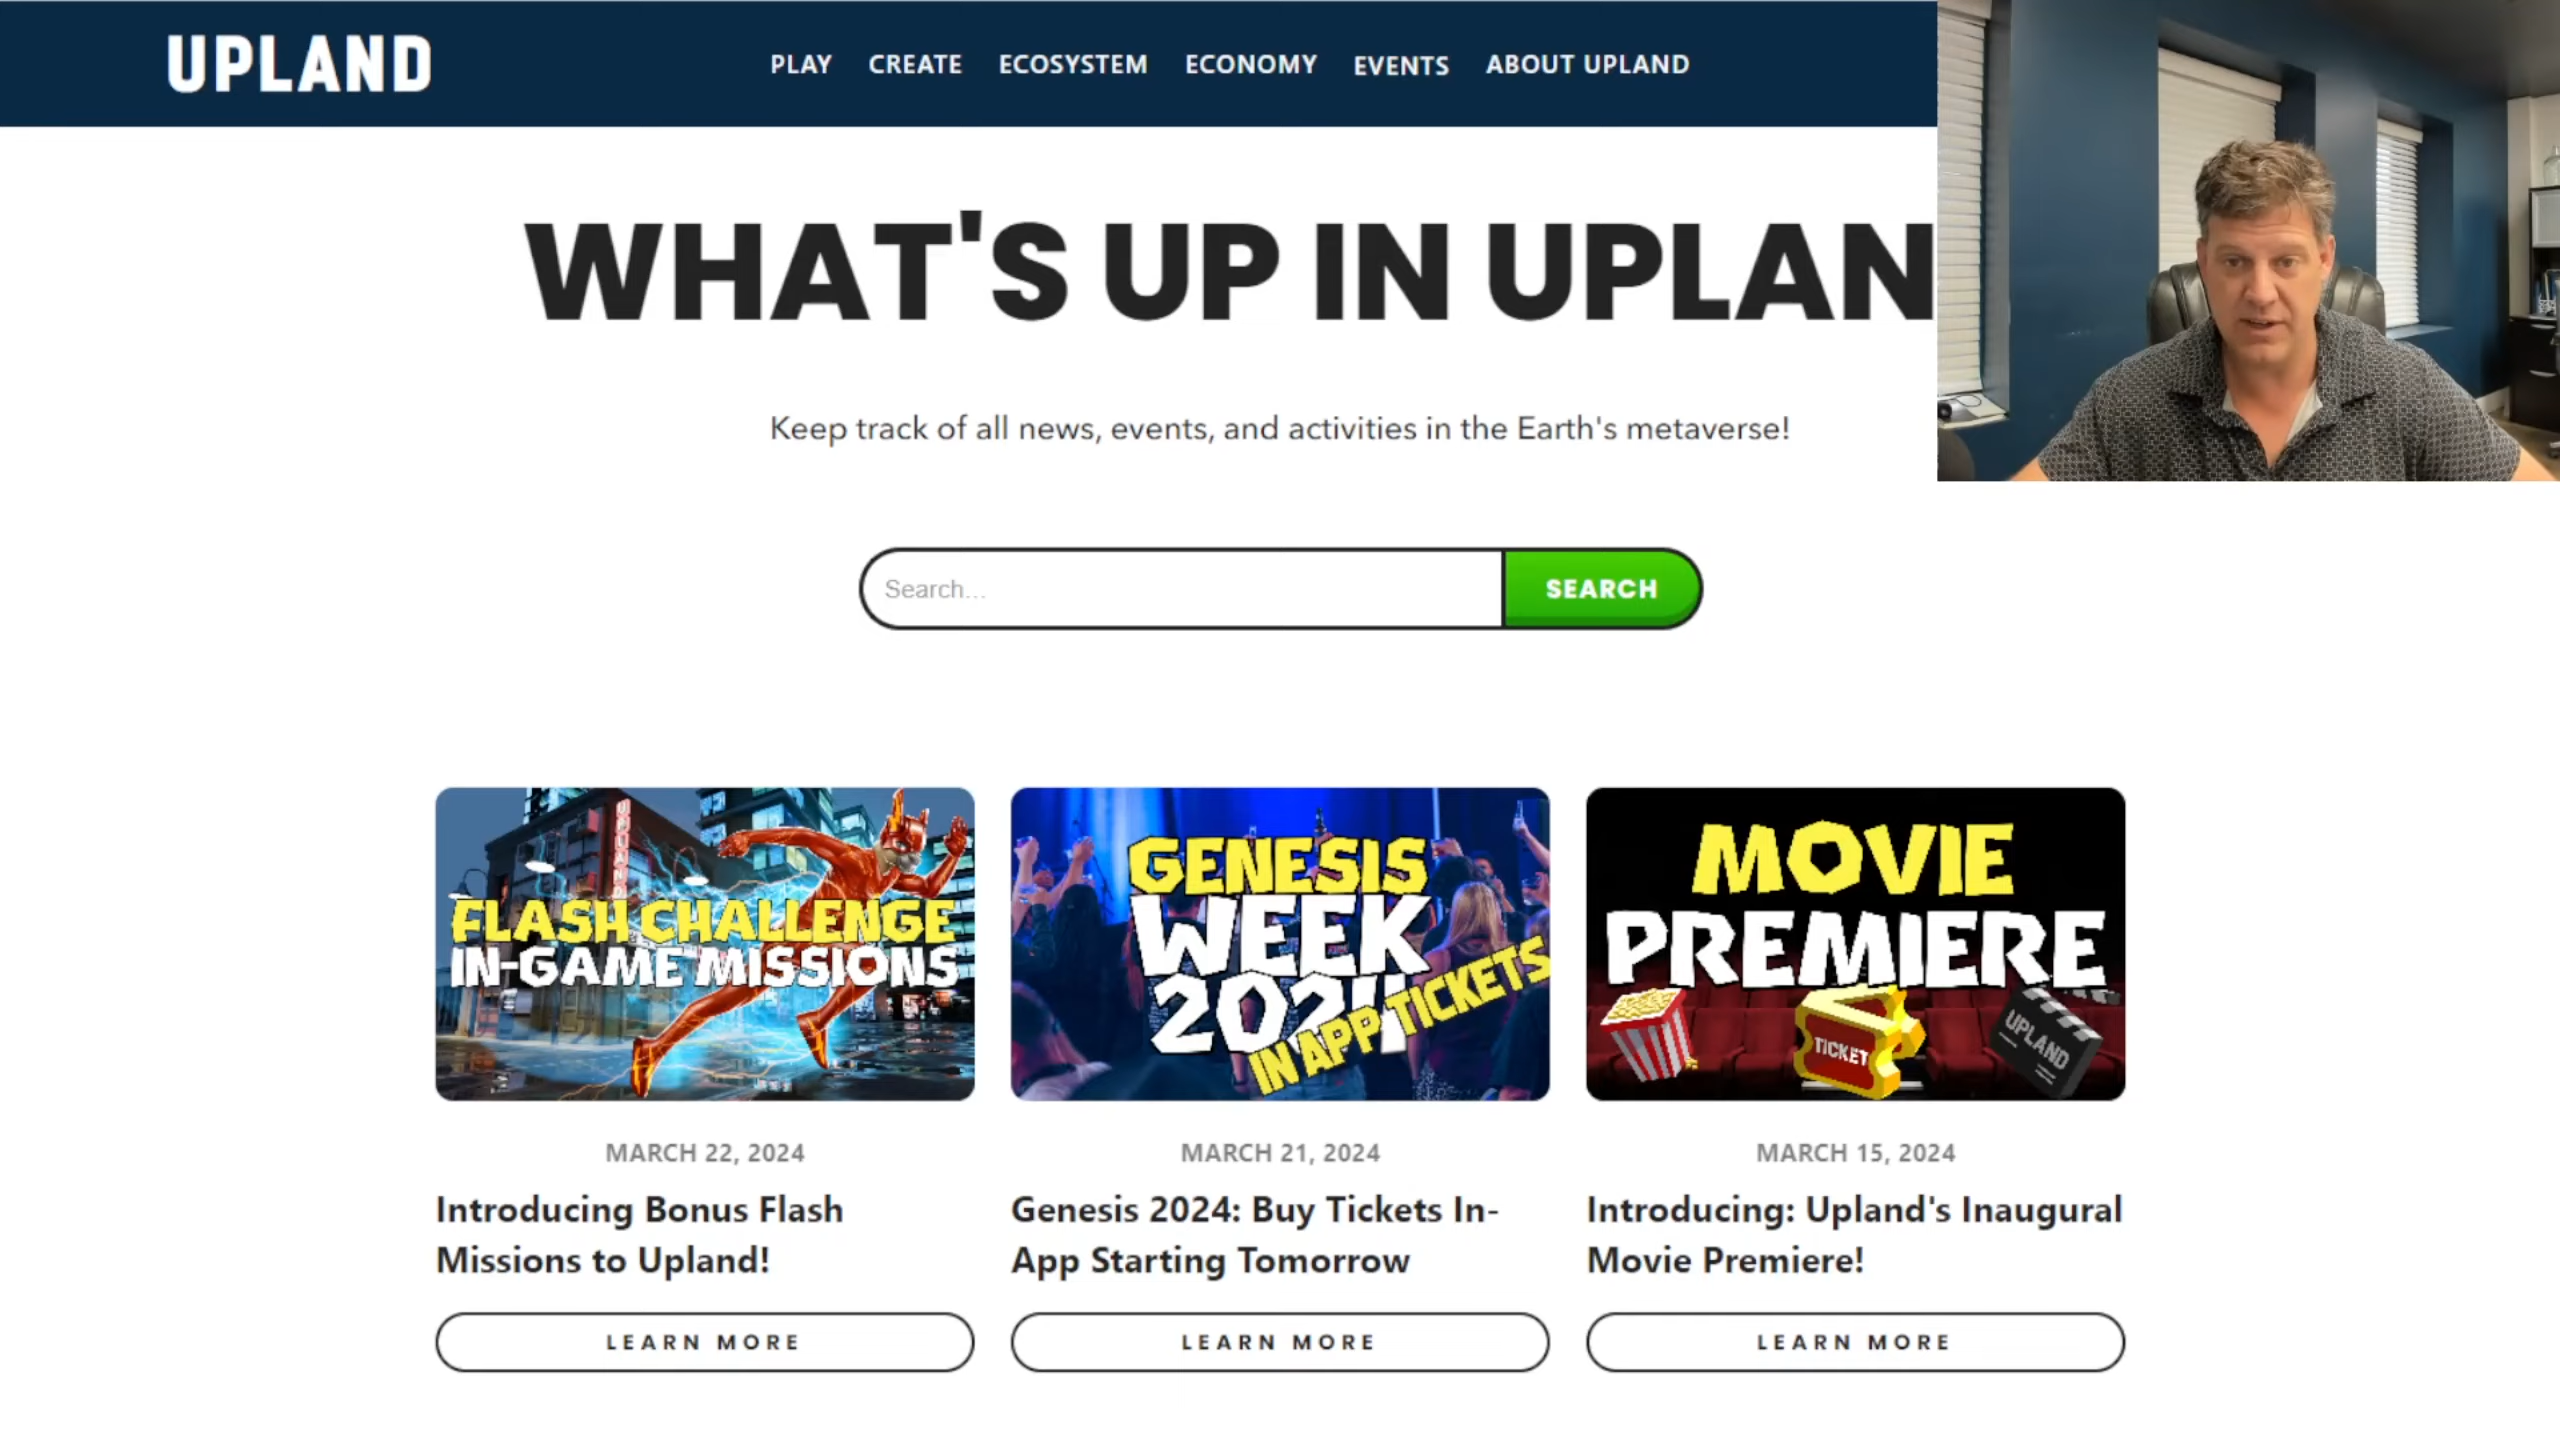 UPLAND
PLAY CREATE ECOSYSTEM ECONOMY EVENTS ABOUT UPLAND
WHAT'S UP IN UPLAN
Keep track of all news, events, and activities in the Earth's metaverse!
Search...
SEARCH
UPLAND
FLASH CHALLENGE
IN-GAME MISSIONS
MARCH 22, 2024
Introducing Bonus Flash
Missions to Upland!
LEARN MORE
GENESIS
WEEK
2024
IN APP TICKETS
MARCH 21, 2024
Genesis 2024: Buy Tickets In-
App Starting Tomorrow
LEARN MORE
MOVIE
PREMIERE
TICKET
UPLAND
MARCH 15, 2024
Introducing: Upland's Inaugural
Movie Premiere!
LEARN MORE